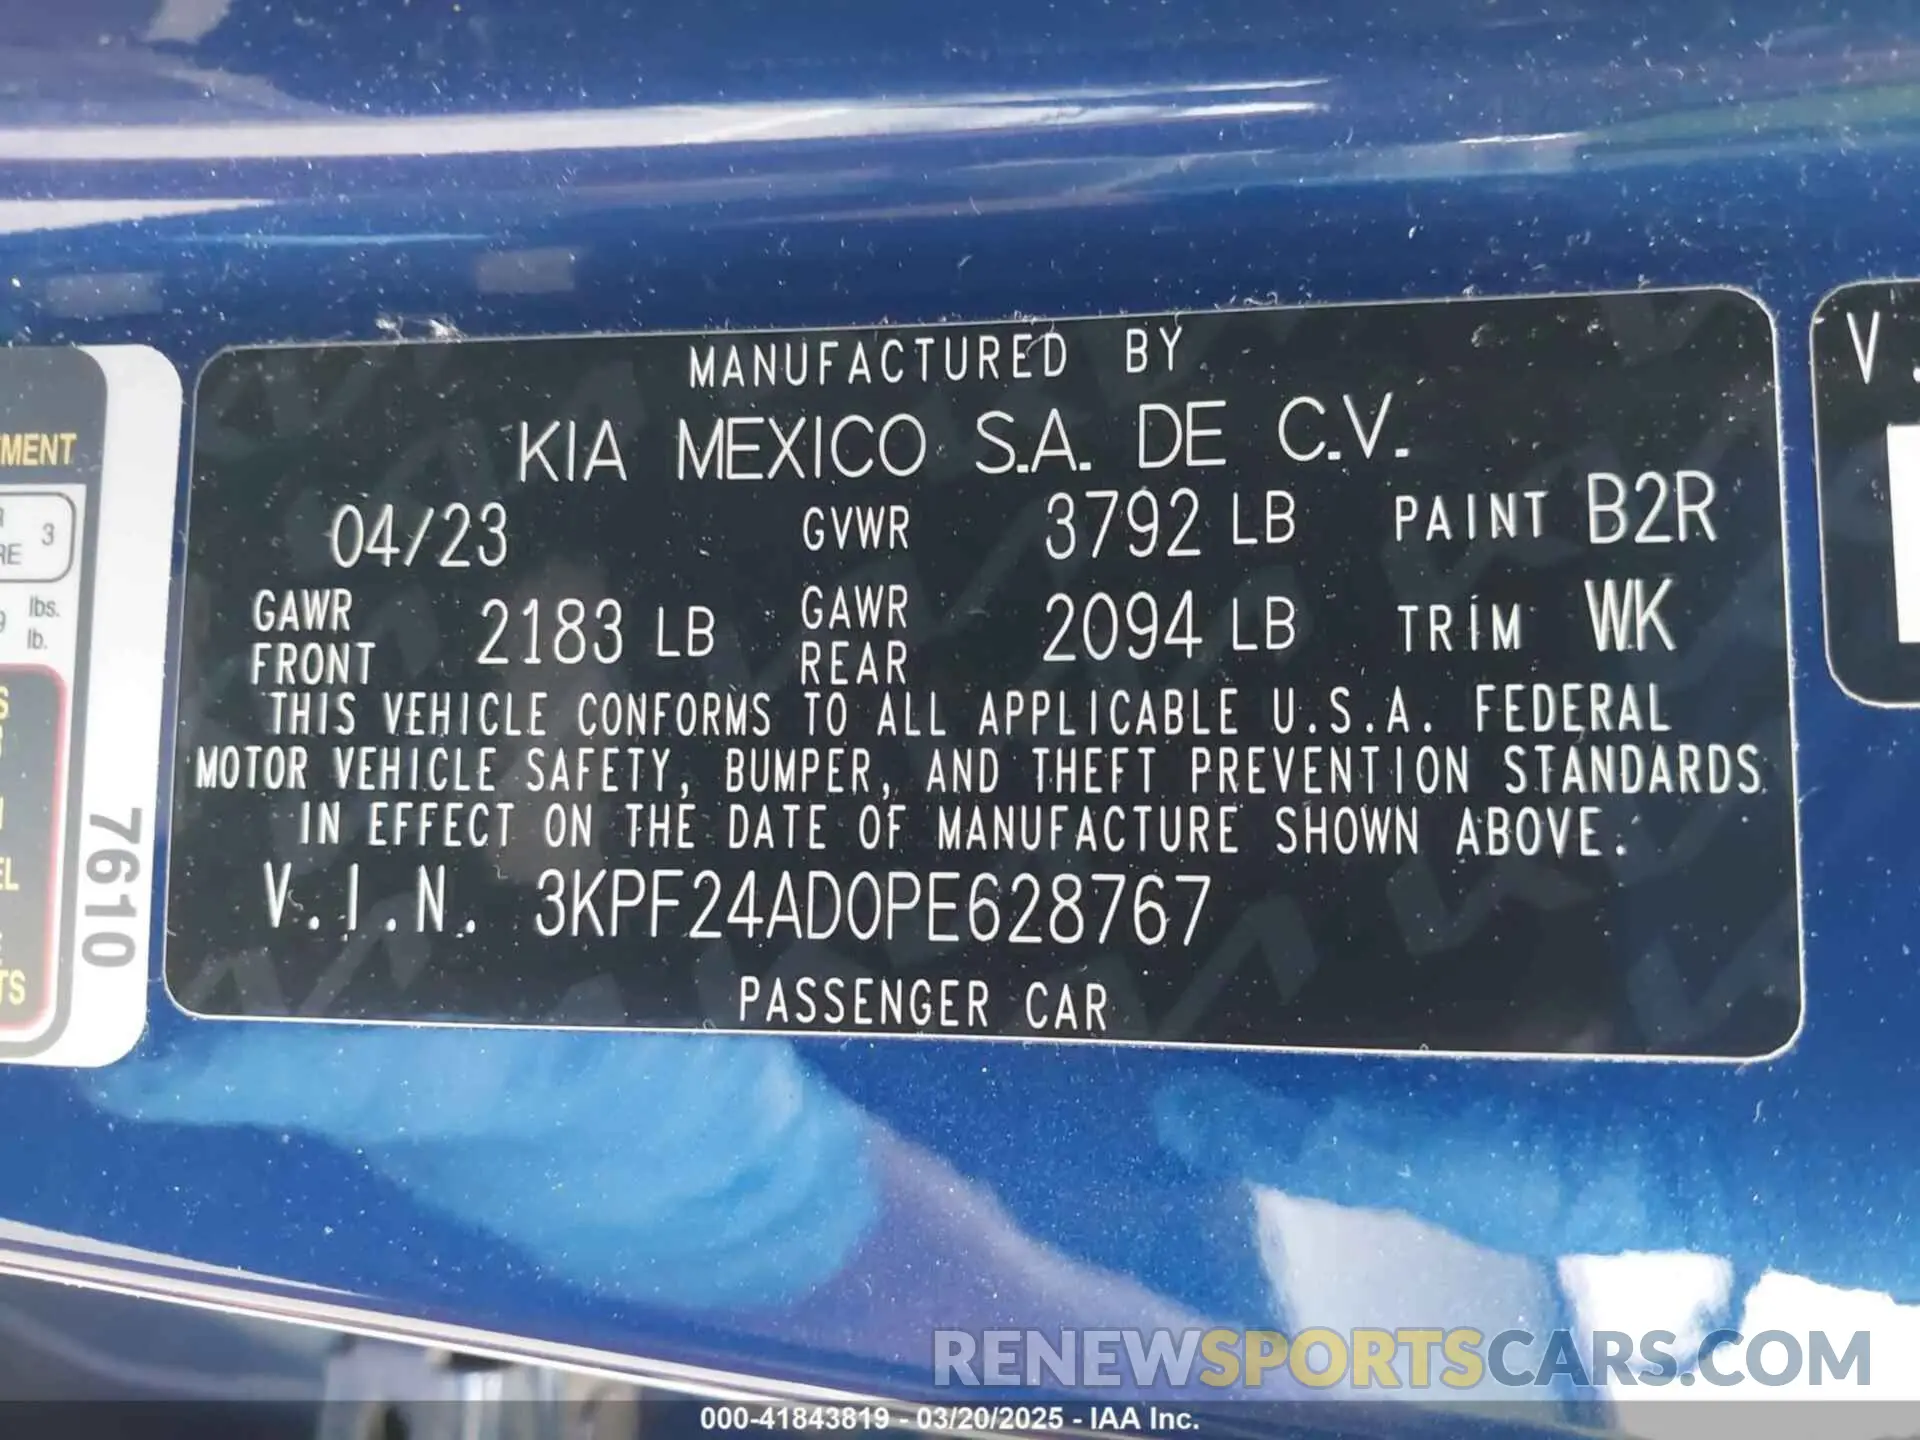 MANUFACTURED BY
KIA MEXICO S.A. DE C.V.
04/23 GVWR 3792 LB PAINT B2R
GAWR FRONT 2183 LB GAWR REAR 2094 LB TRIM WK
THIS VEHICLE CONFORMS TO ALL APPLICABLE U.S.A. FEDERAL
MOTOR VEHICLE SAFETY, BUMPER, AND THEFT PREVENTION STANDARDS
IN EFFECT ON THE DATE OF MANUFACTURE SHOWN ABOVE.
V.I.N. 3KPF24AD0PE628767
PASSENGER CAR
3
lbs.
lb.
7610
V.
RENEWSPORTSCARS.COM
000-41843819 - 03/20/2025 - IAA Inc.